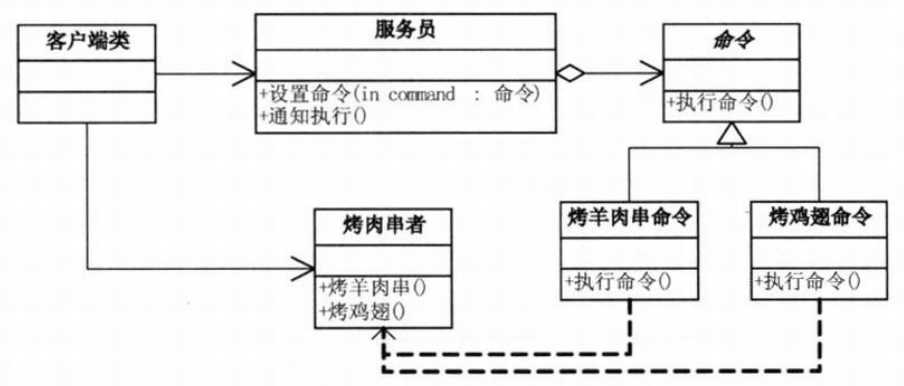 客户端类
服务员
+设置命令(in command : 命令)
+通知执行()
命令
+执行命令()
烤肉串者
+烤羊肉串()
+烤鸡翅()
烤羊肉串命令
+执行命令()
烤鸡翅命令
+执行命令()